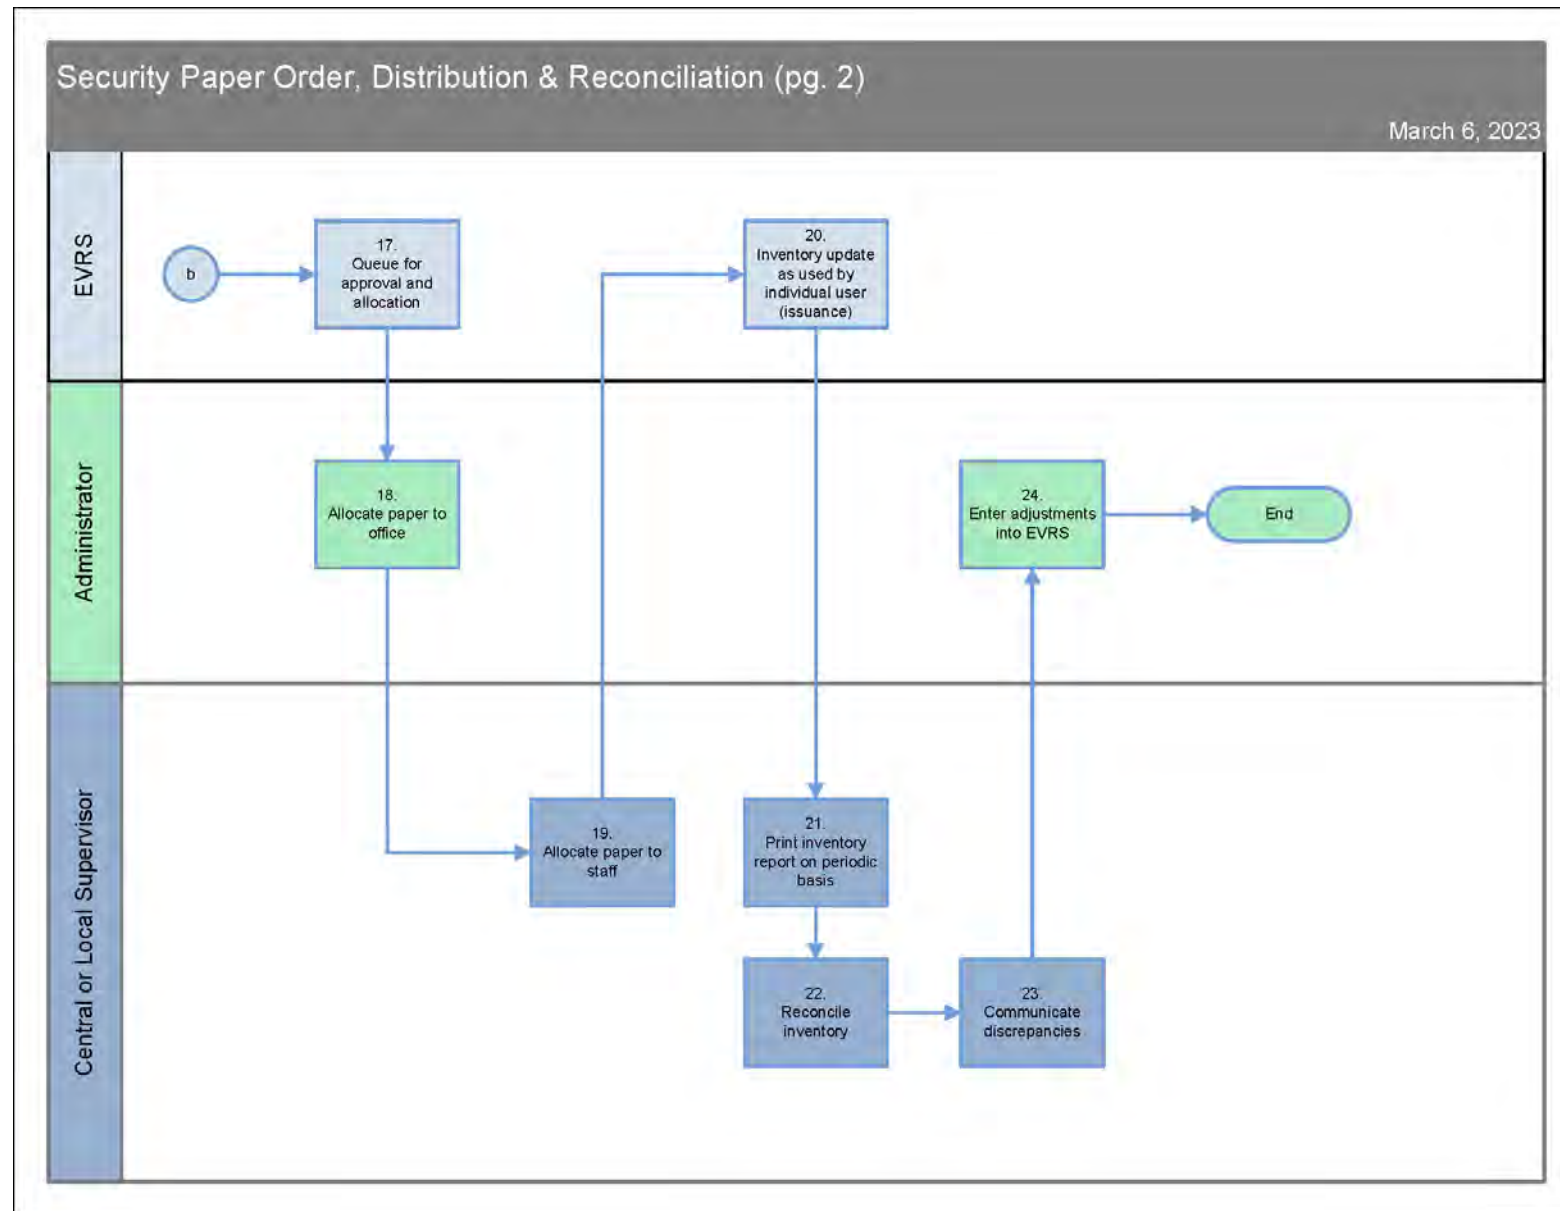 Security Paper Order, Distribution & Reconciliation (pg. 2)
March 6, 2023
EVRS
b
17.
Queue for
approval and
allocation
20.
Inventory update
as used by
individual user
(issuance)
Administrator
18.
Allocate paper to
office
24.
Enter adjustments
into EVRS
End
Central or Local Supervisor
19.
Allocate paper to
staff
21.
Print inventory
report on periodic
basis
22.
Reconcile
inventory
23.
Communicate
discrepancies